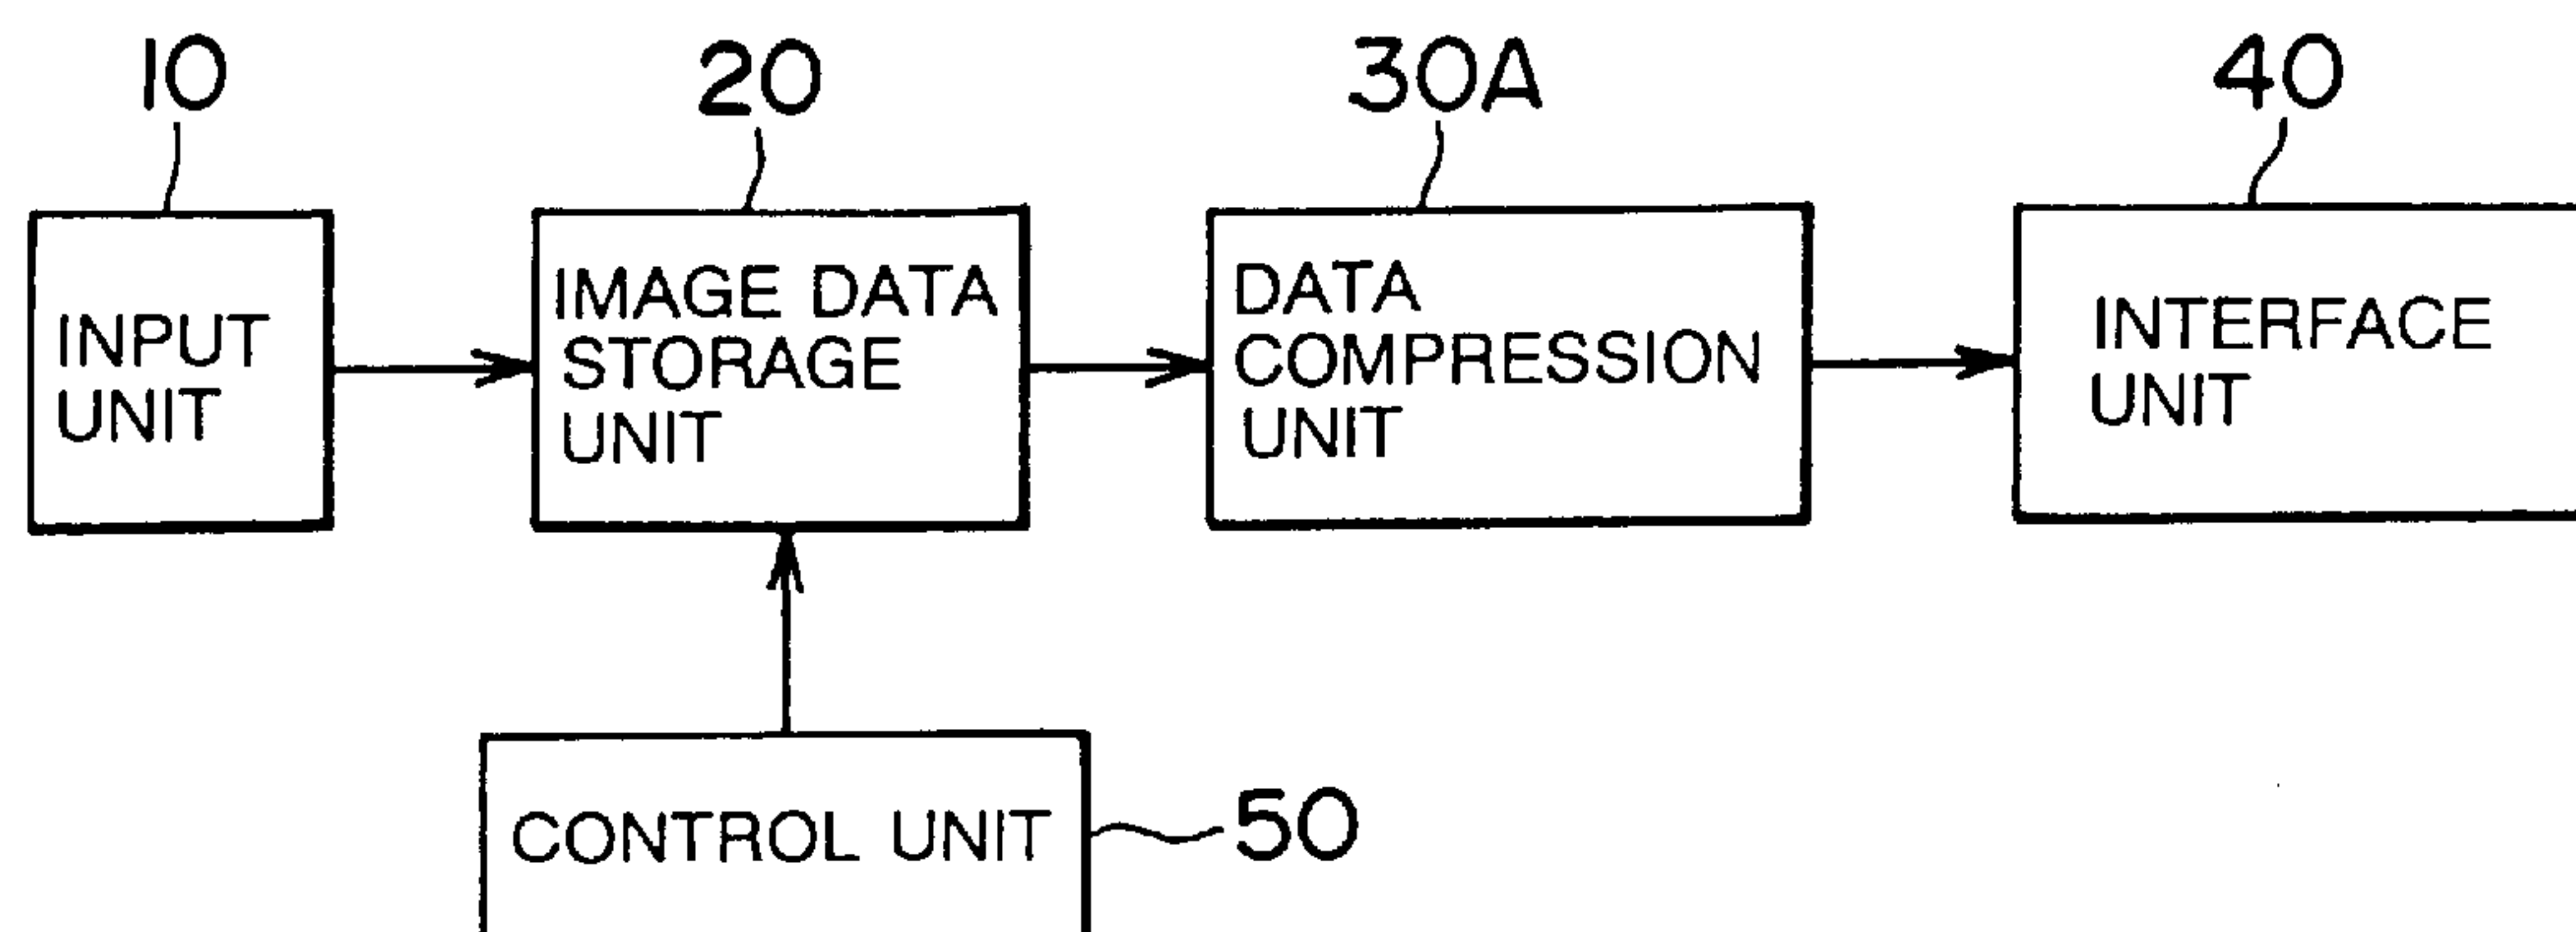 10
20
30A
40
INPUT
UNIT
IMAGE DATA
STORAGE
UNIT
DATA
COMPRESSION
UNIT
INTERFACE
UNIT
CONTROL UNIT
50